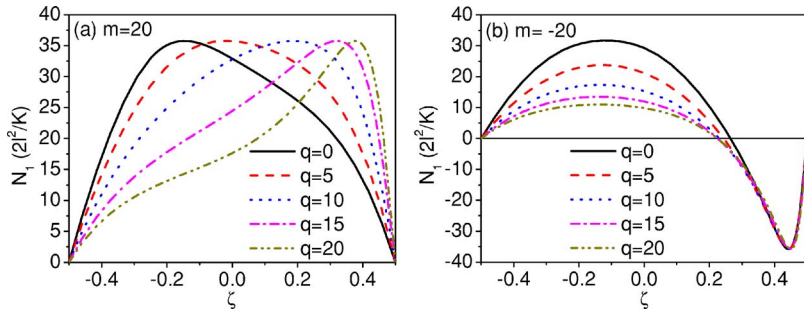 (a) m=20
N₁ (2l²/K)
40
35
30
25
20
15
10
5
0
q=0
q=5
q=10
q=15
q=20
-0.4 -0.2 0.0 0.2 0.4
ζ
(b) m= -20
N₁ (2l²/K)
40
30
20
10
0
-10
-20
-30
-40
q=0
q=5
q=10
q=15
q=20
-0.4 -0.2 0.0 0.2 0.4
ζ